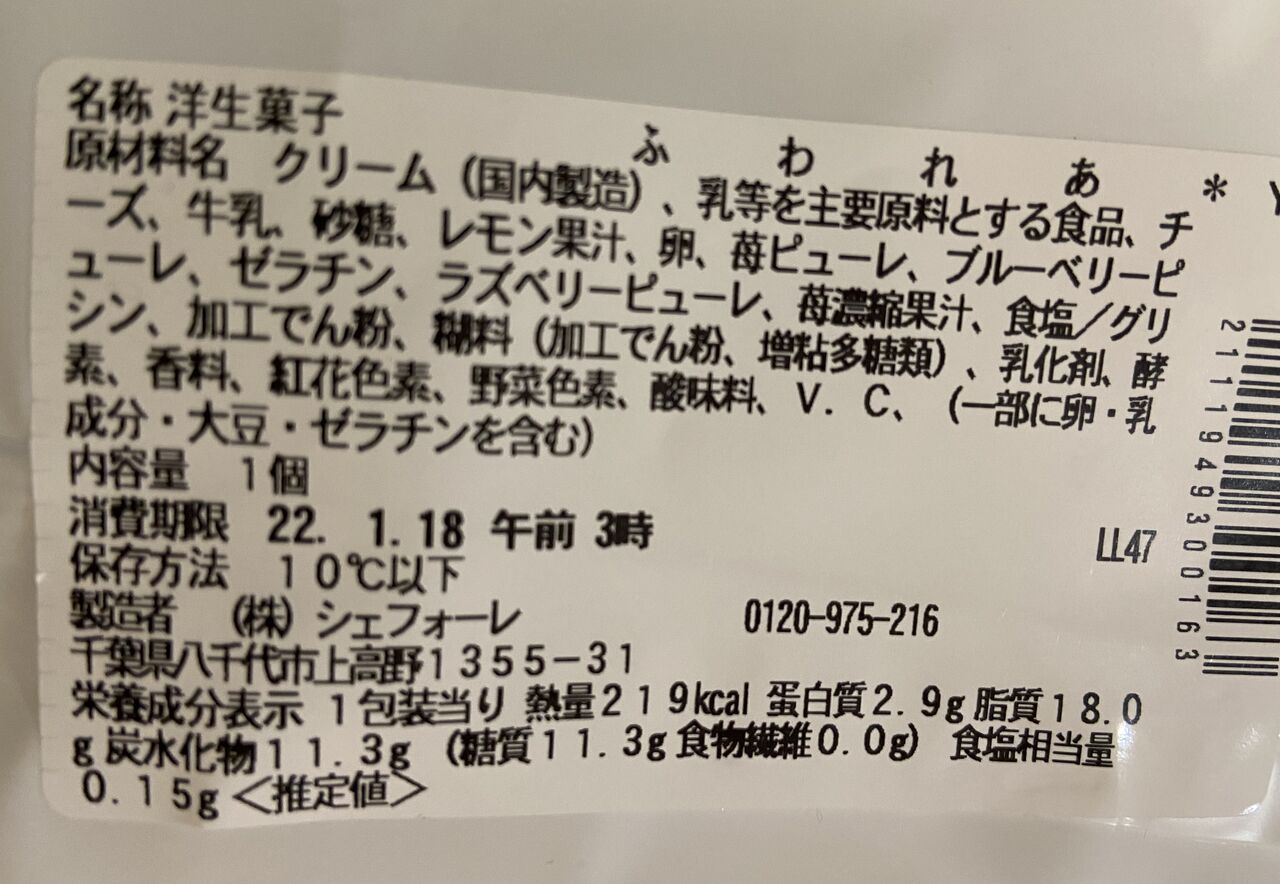 名称 洋生菓子
ふわれあ * Y
原材料名 クリーム（国内製造）、乳等を主要原料とする食品、チ
ーズ、牛乳、砂糖、レモン果汁、卵、苺ピューレ、ブルーベリーピ
ューレ、ゼラチン、ラズベリーピューレ、苺濃縮果汁、食塩／グリ
シン、加工でん粉、糊料（加工でん粉、増粘多糖類）、乳化剤、酵
素、香料、紅花色素、野菜色素、酸味料、V．C、（一部に卵・乳
成分・大豆・ゼラチンを含む）
内容量 1個
消費期限 22. 1.18 午前 3時
LL47
保存方法 10℃以下
製造者 （株）シェフォーレ 0120-975-216
千葉県八千代市上高野1355－31
栄養成分表示 1包装当り 熱量219kcal 蛋白質2.9g 脂質18.0
g 炭水化物11.3g （糖質11.3g 食物繊維0.0g） 食塩相当量
0.15g＜推定値＞
2111949300163